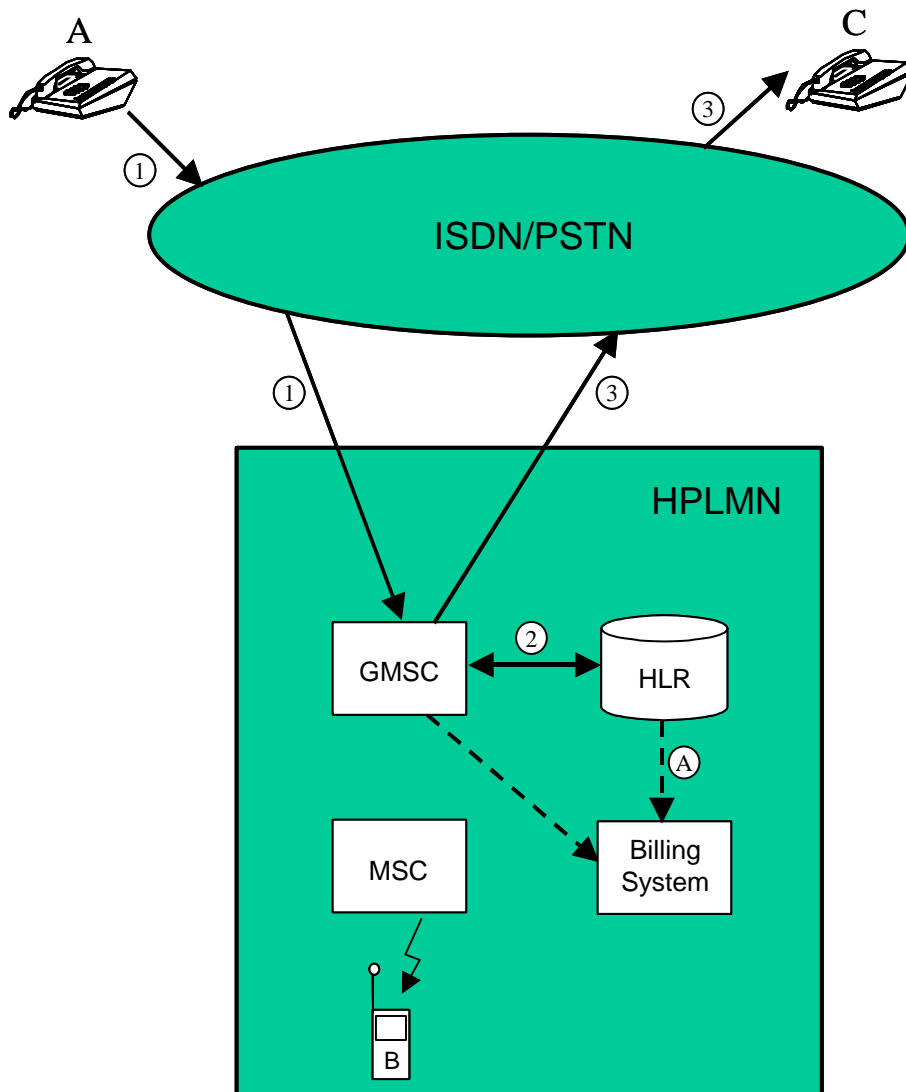 A
C
3
1
ISDN/PSTN
1
3
HPLMN
2
GMSC
HLR
A
MSC
Billing
System
B